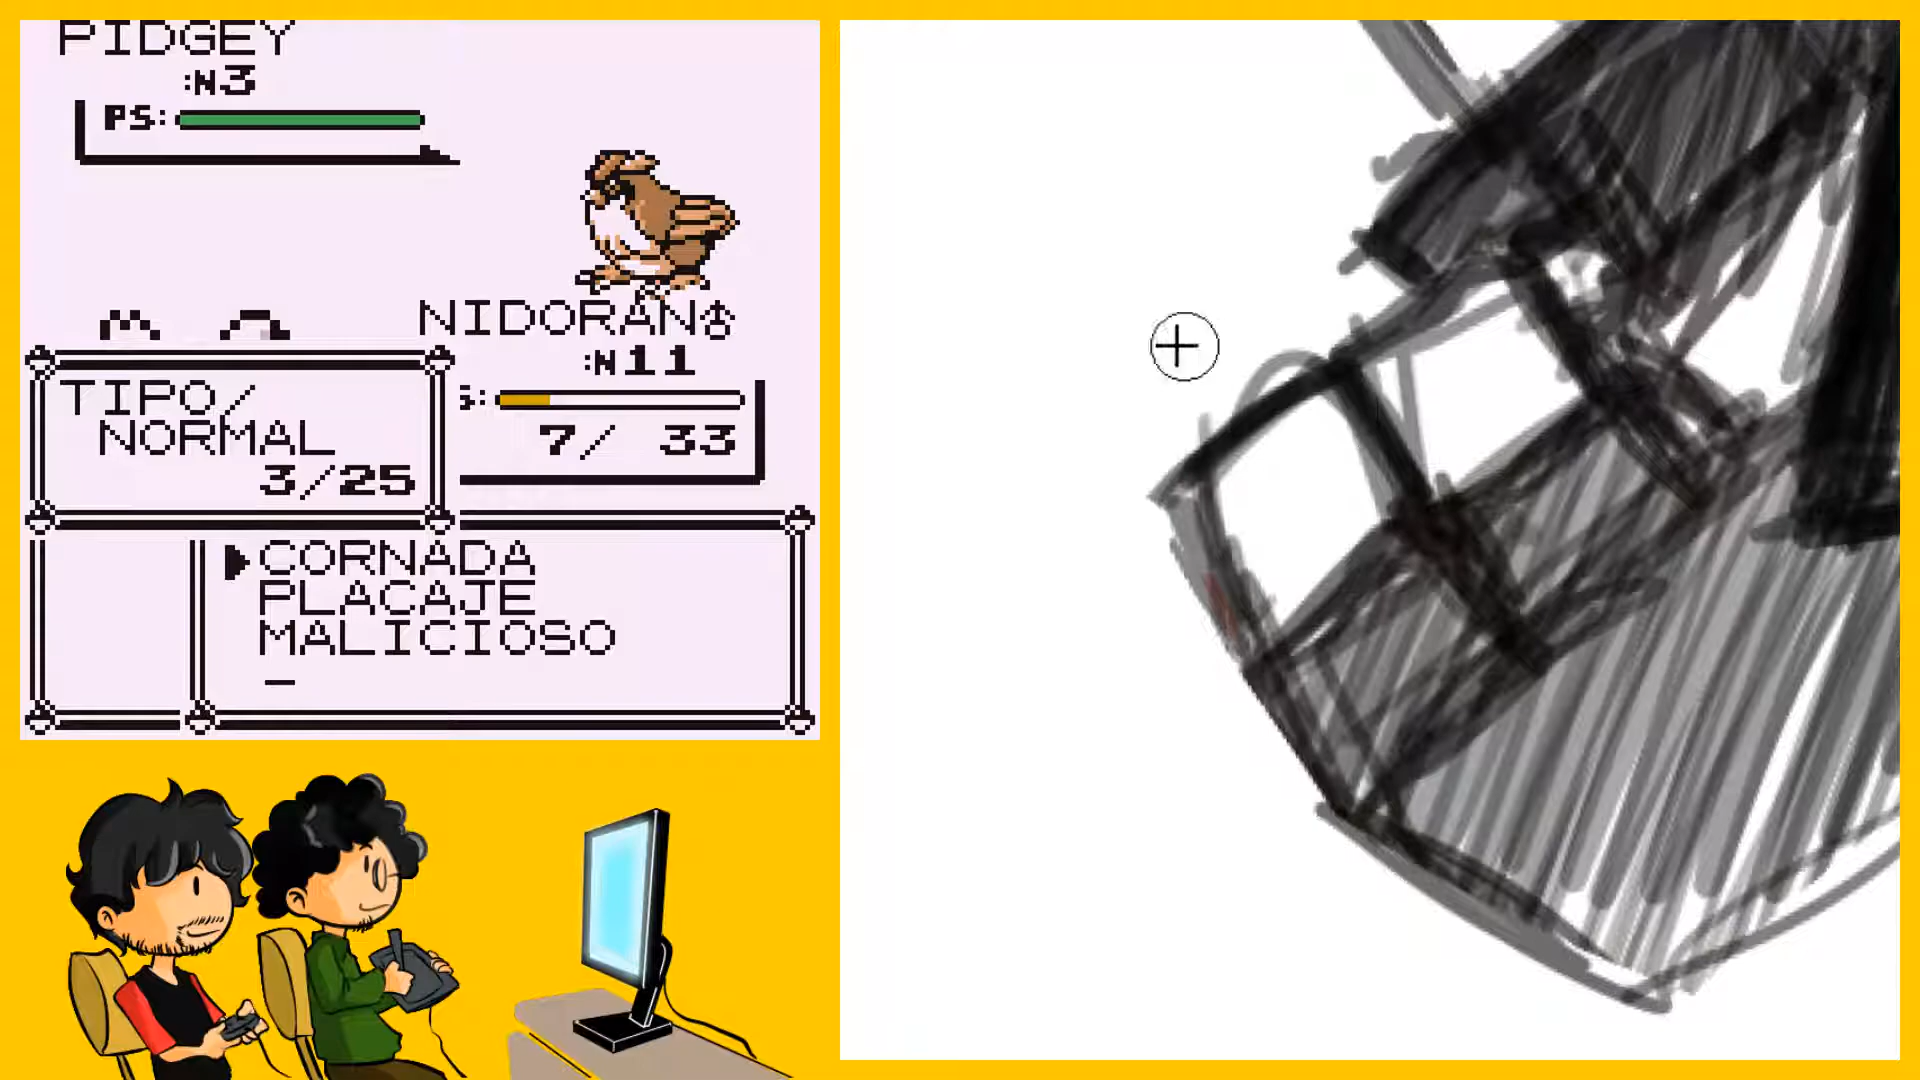 PIDGEY
:N3
PS:
NIDORAN♂
:N11
S:
7/ 33
TIPO/
NORMAL
3/25
CORNADA
PLACAJE
MALICIOSO
–